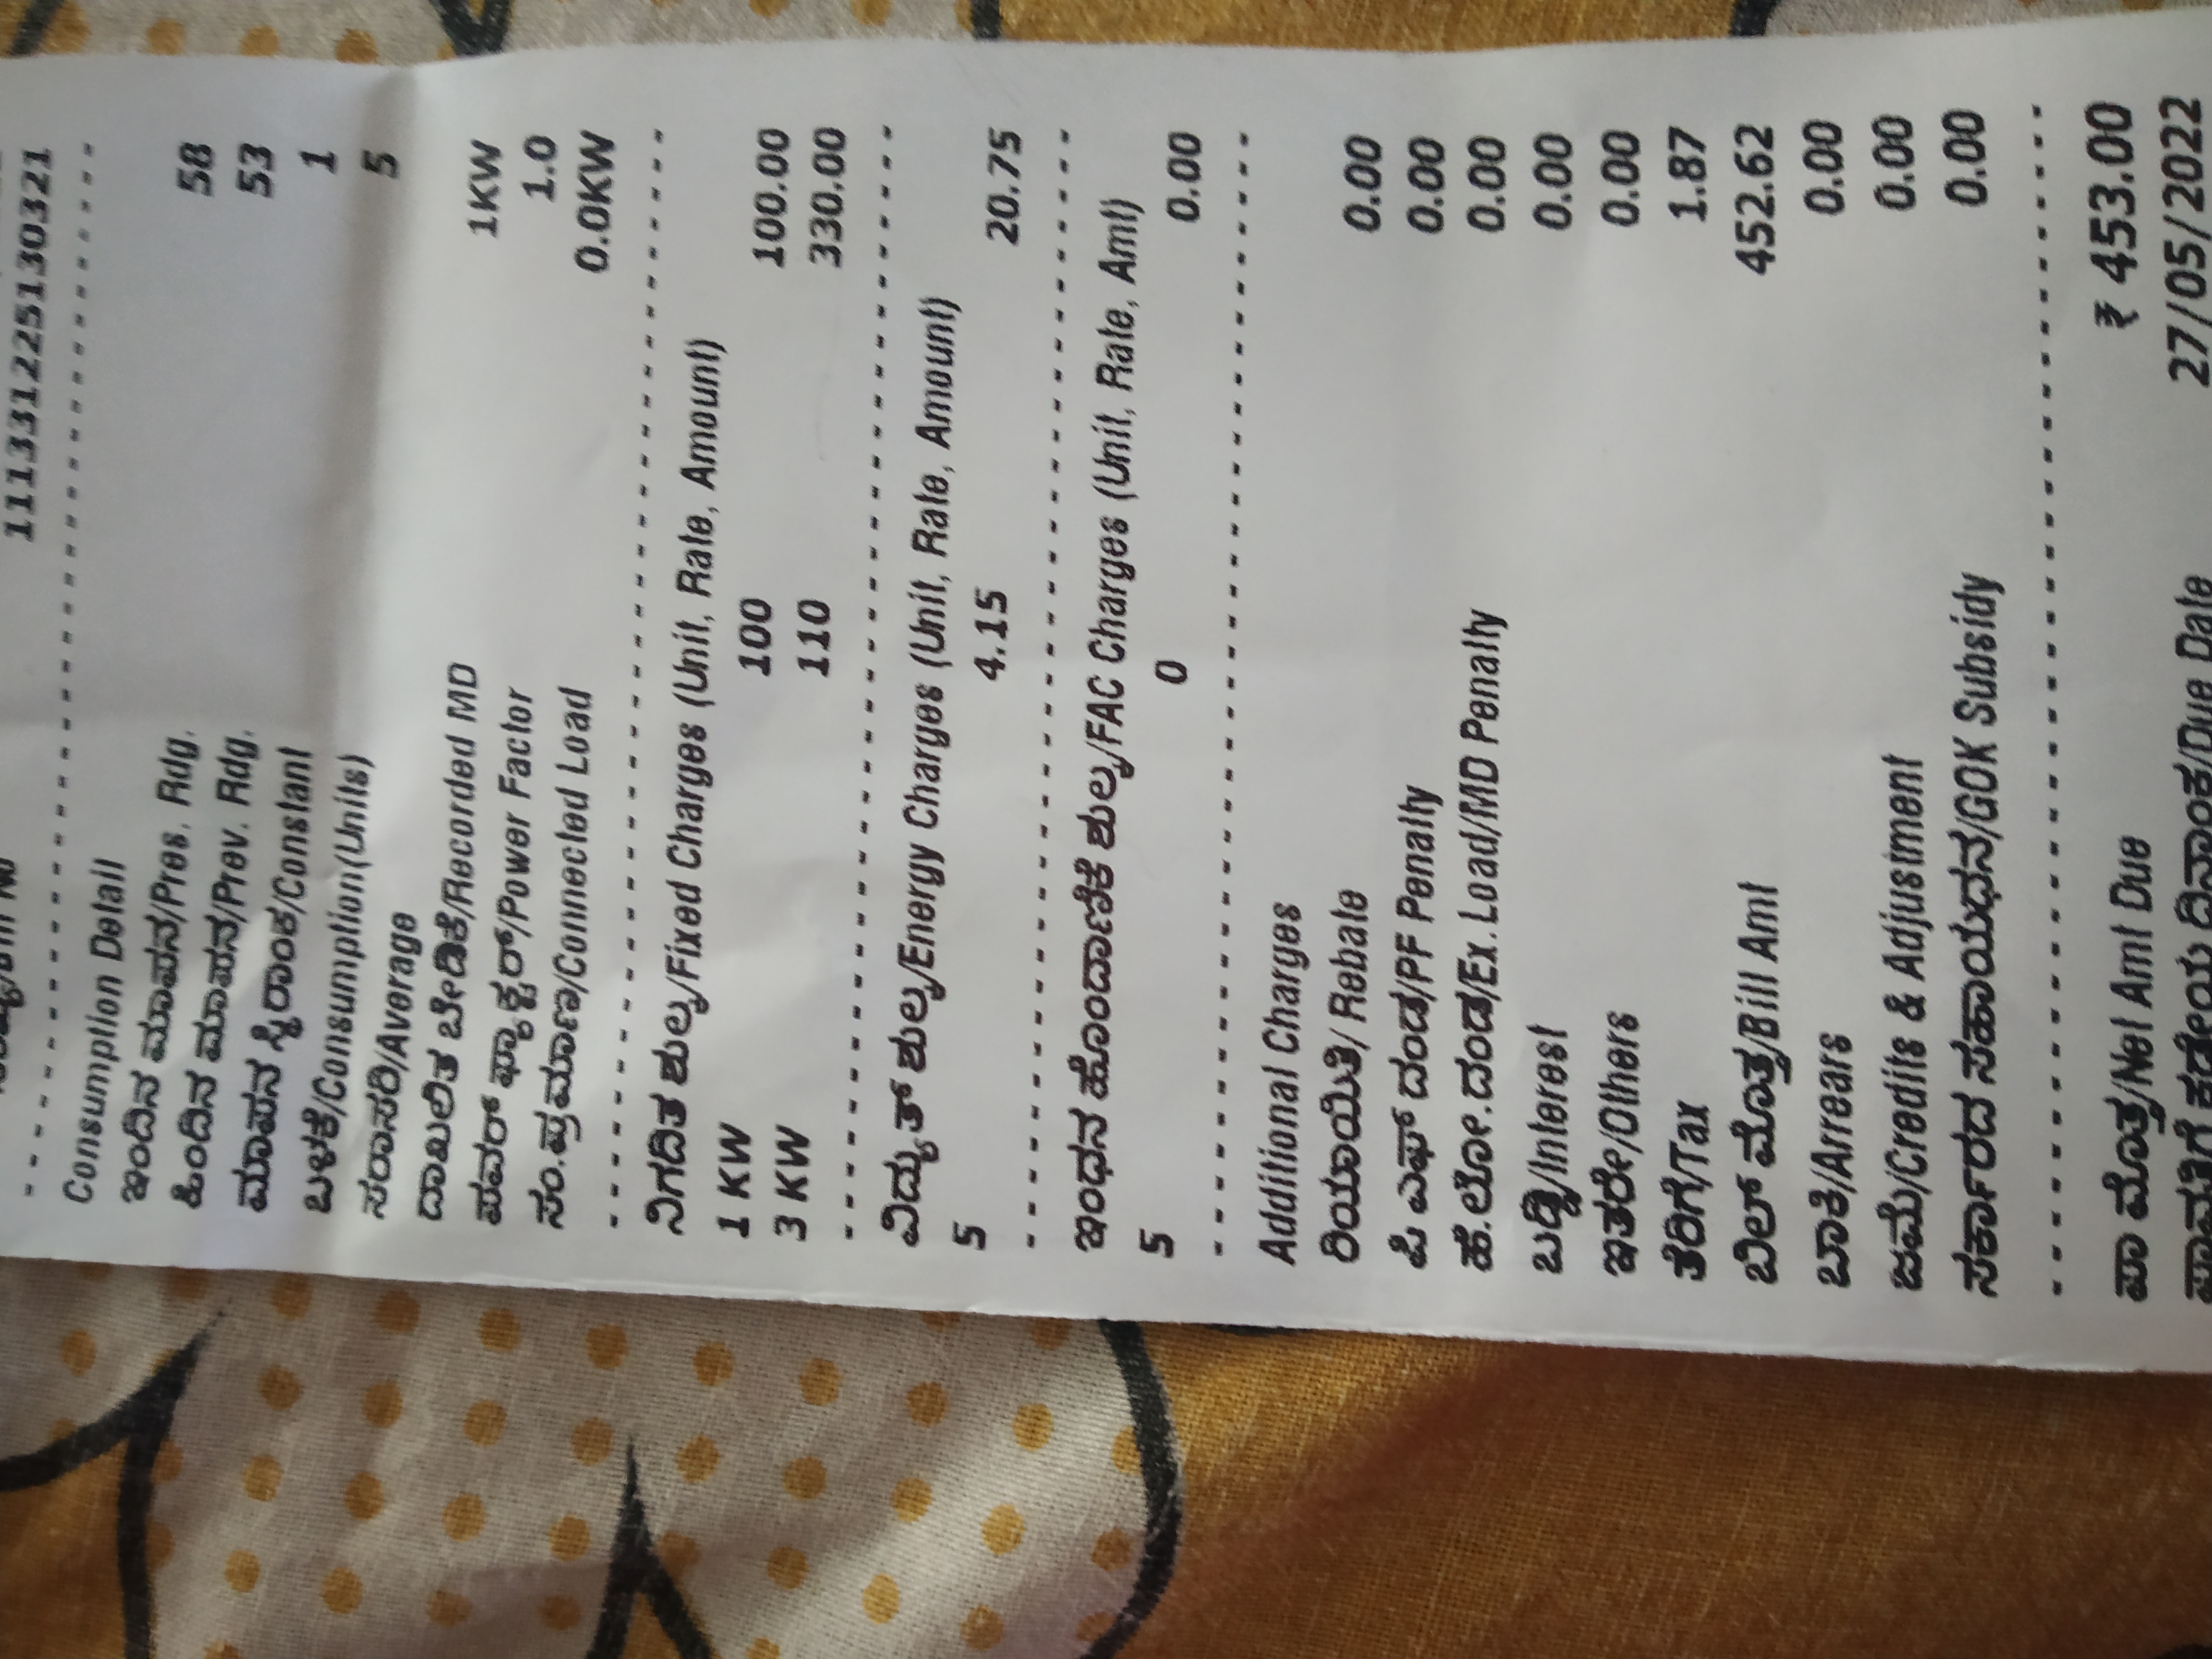 /Bill No 111331225130321
Consumption Detail
ಇಂದಿನ ಮಾಪನ/Pres. Rdg. 58
ಹಿಂದಿನ ಮಾಪನ/Prev. Rdg. 53
ಮಾಪನ ಸ್ಥಿರಾಂಕ/Constant 1
ಬಳಕೆ/Consumption(Units) 5
ಸರಾಸರಿ/Average
ದಾಖಲಿತ ಬೇಡಿಕೆ/Recorded MD 1KW
ಪವರ್ ಫ್ಯಾಕ್ಟರ್/Power Factor 1.0
ಸಂ.ಪ್ರಮಾಣ/Connected Load 0.0KW
ನಿಗದಿತ ಶುಲ್ಕ/Fixed Charges (Unit, Rate, Amount)
1 KW 100 100.00
3 KW 110 330.00
ವಿದ್ಯುತ್ ಶುಲ್ಕ/Energy Charges (Unit, Rate, Amount)
5 4.15 20.75
ಇಂಧನ ಹೊಂದಾಣಿಕೆ ಶುಲ್ಕ/FAC Charges (Unit, Rate, Amt)
5 0 0.00
Additional Charges
ರಿಯಾಯಿತಿ/ Rebate 0.00
ಪಿ ಎಫ್ ದಂಡ/PF Penalty 0.00
ಹೆ.ಲೋ.ದಂಡ/Ex. Load/MD Penalty 0.00
ಬಡ್ಡಿ/Interest 0.00
ಇತರೇ/Others 0.00
ತೆರಿಗೆ/Tax 1.87
ಬಿಲ್ ಮೊತ್ತ/Bill Amt 452.62
ಬಾಕಿ/Arrears 0.00
ಜಮೆ/Credits & Adjustment 0.00
ಸರ್ಕಾರದ ಸಹಾಯಧನ/GOK Subsidy 0.00
ಪಾ ಮೊತ್ತ/Net Amt Due ₹ 453.00
ಪಾವತಿಗೆ ಕಡೇಯ ದಿನಾಂಕ/Due Date 27/05/2022